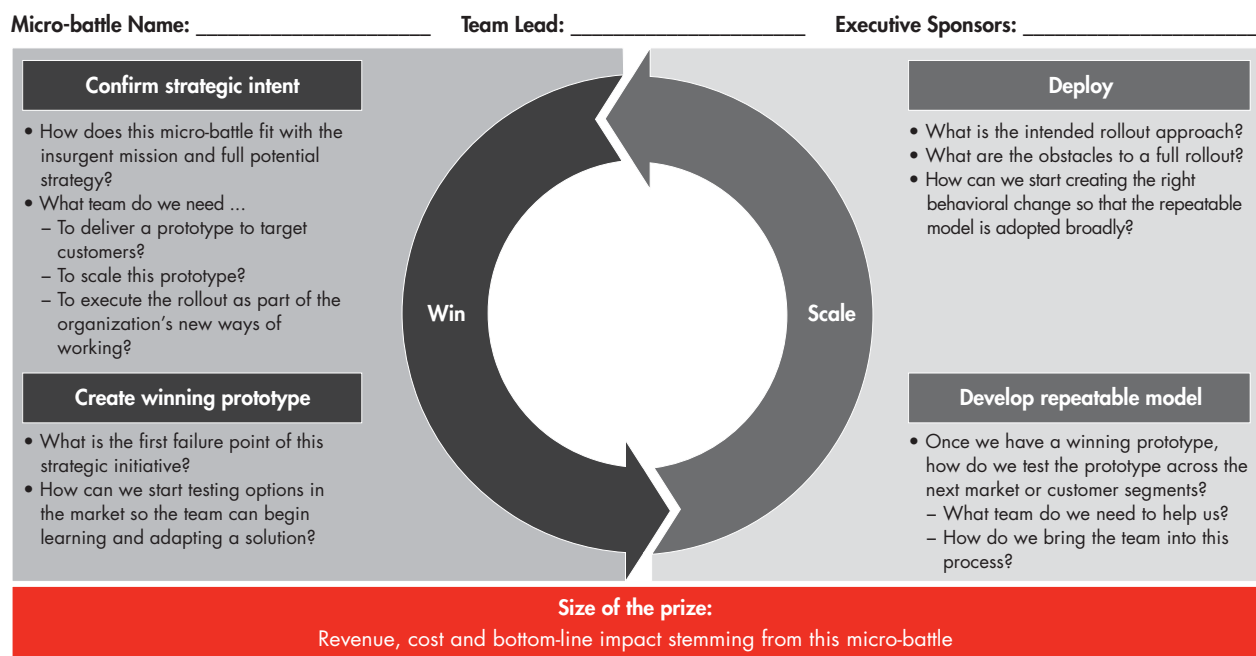 Micro-battle Name: ______________________ Team Lead: ______________________ Executive Sponsors: ______________________
Confirm strategic intent
• How does this micro-battle fit with the
insurgent mission and full potential
strategy?
• What team do we need ...
– To deliver a prototype to target
customers?
– To scale this prototype?
– To execute the rollout as part of the
organization’s new ways of
working?
Create winning prototype
• What is the first failure point of this
strategic initiative?
• How can we start testing options in
the market so the team can begin
learning and adapting a solution?
Win
Scale
Deploy
• What is the intended rollout approach?
• What are the obstacles to a full rollout?
• How can we start creating the right
behavioral change so that the repeatable
model is adopted broadly?
Develop repeatable model
• Once we have a winning prototype,
how do we test the prototype across the
next market or customer segments?
– What team do we need to help us?
– How do we bring the team into this
process?
Size of the prize:
Revenue, cost and bottom-line impact stemming from this micro-battle